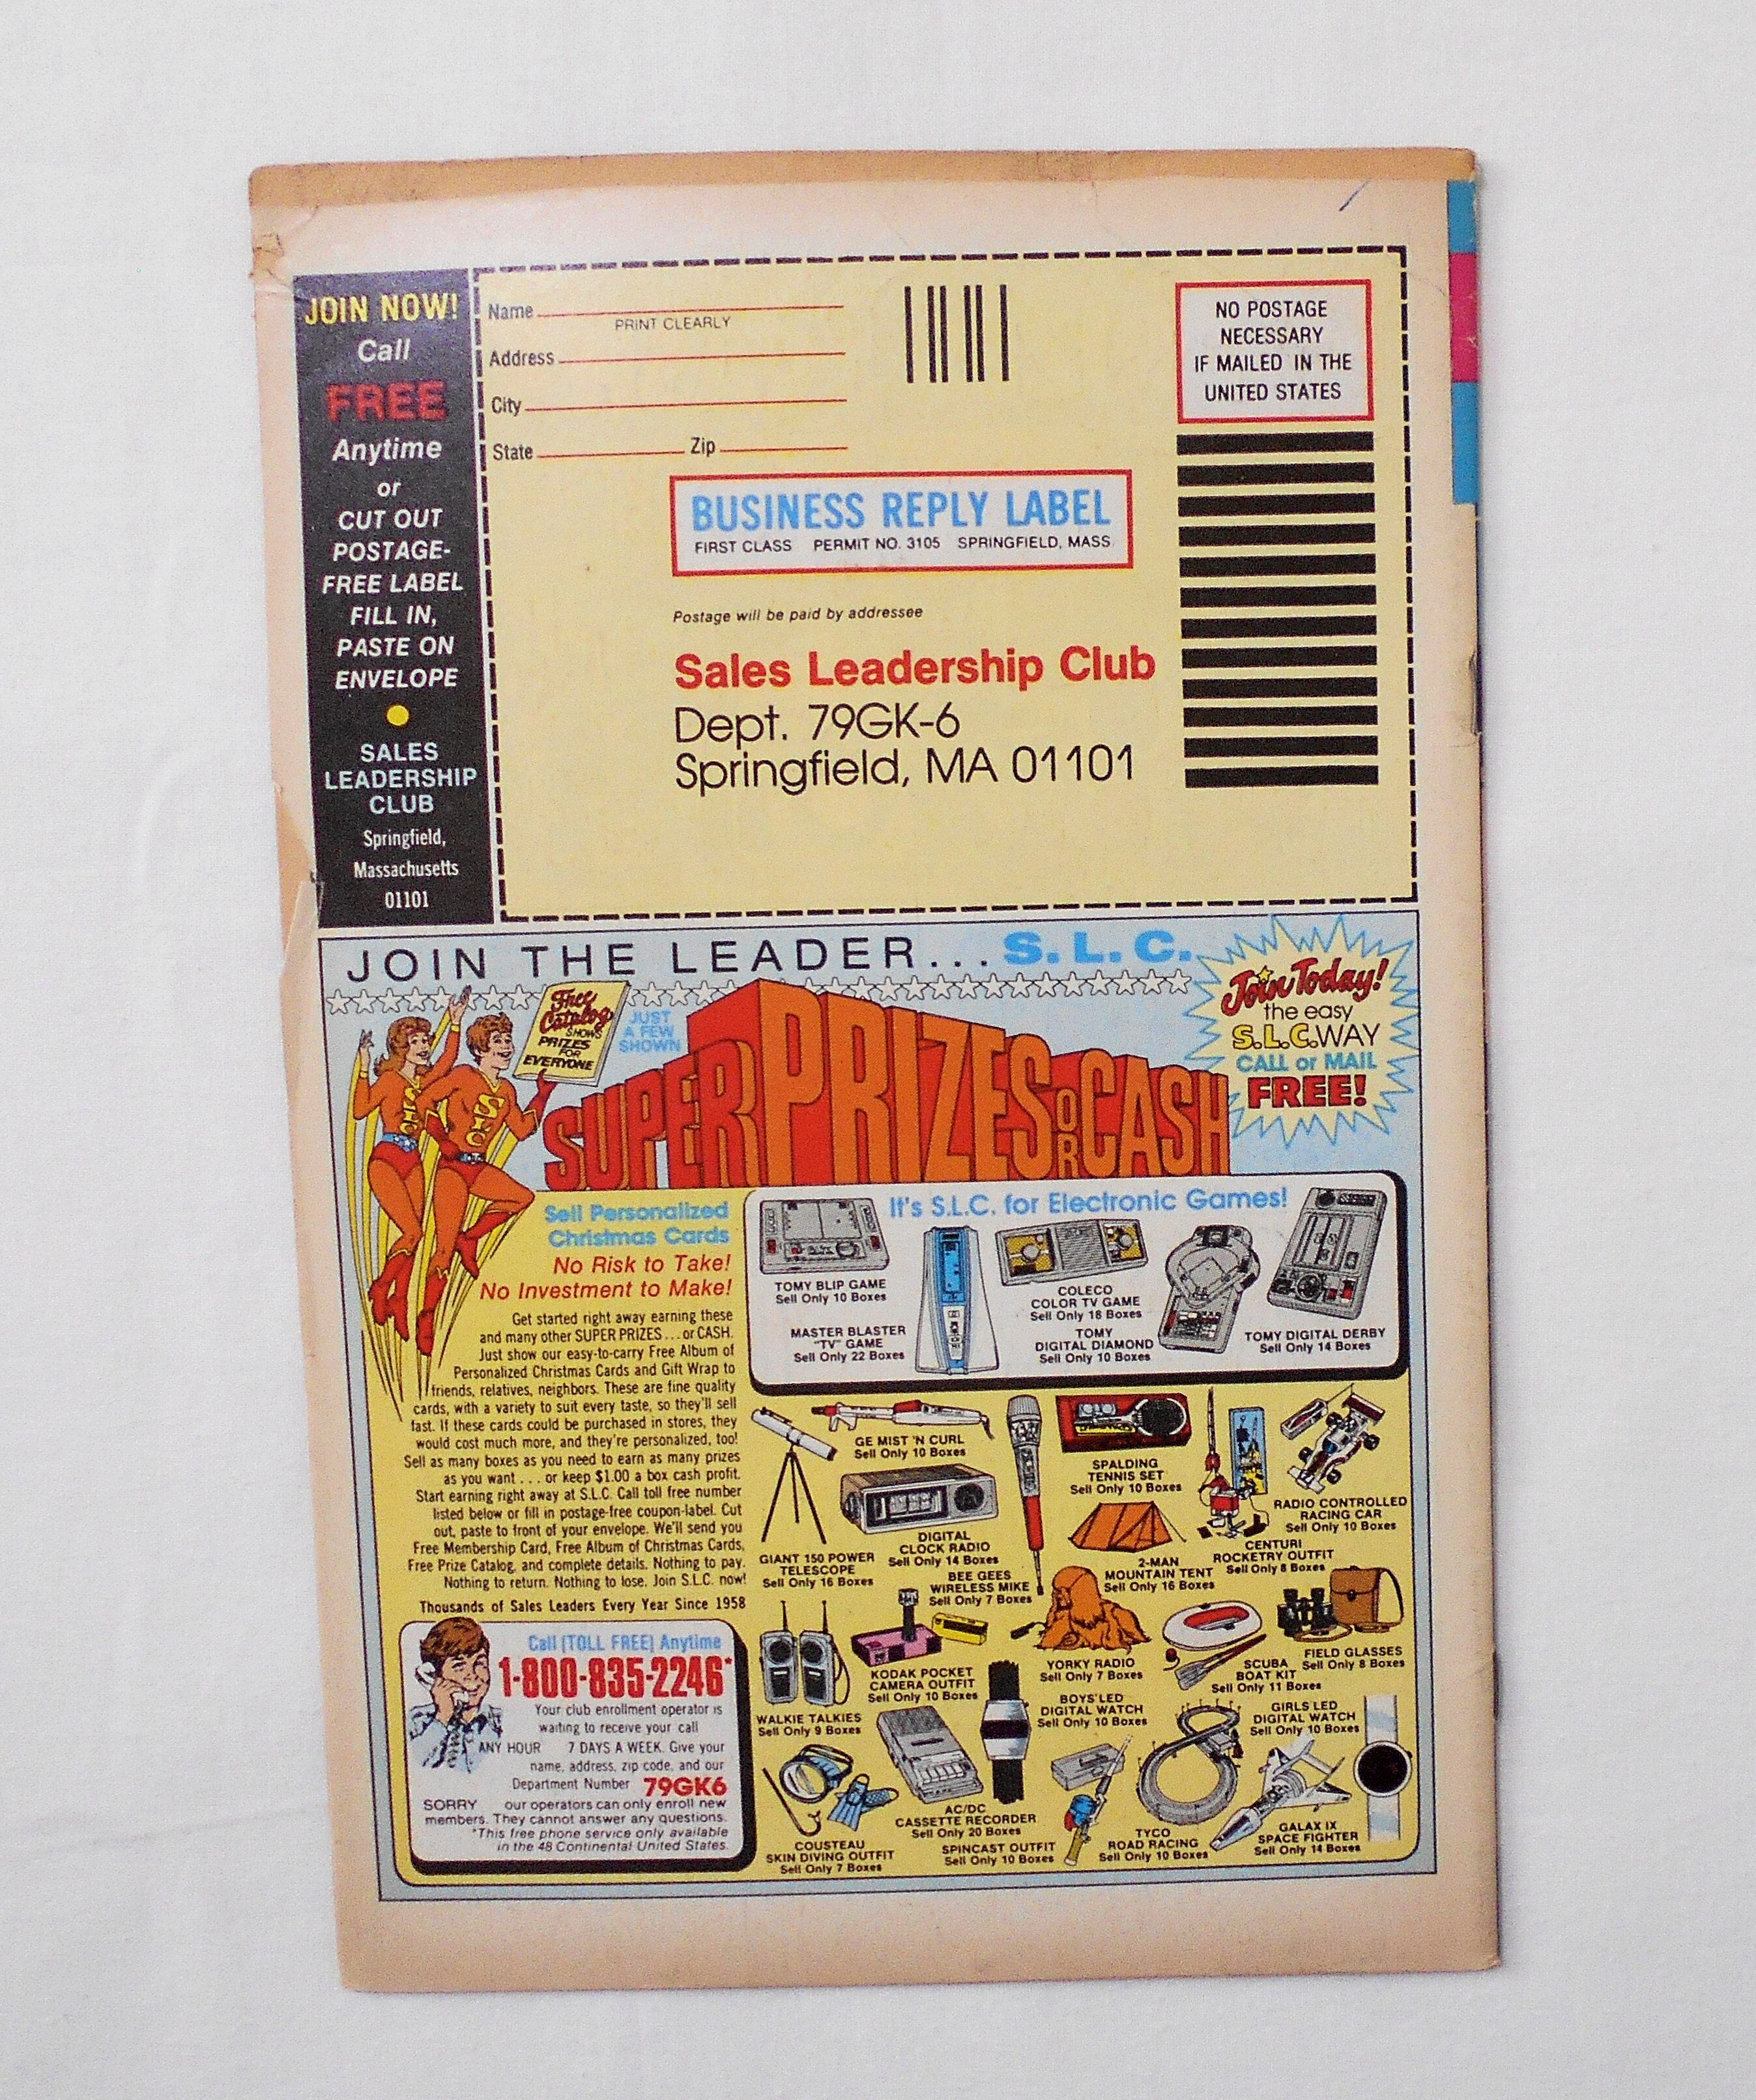 JOIN NOW!
Call
FREE
Anytime
or
CUT OUT
POSTAGE-
FREE LABEL
FILL IN,
PASTE ON
ENVELOPE
SALES
LEADERSHIP
CLUB
Springfield,
Massachusetts
01101
Name
PRINT CLEARLY
Address
City
State Zip
NO POSTAGE
NECESSARY
IF MAILED IN THE
UNITED STATES
BUSINESS REPLY LABEL
FIRST CLASS PERMIT NO. 3105 SPRINGFIELD, MASS.
Postage will be paid by addressee
Sales Leadership Club
Dept. 79GK-6
Springfield, MA 01101
JOIN THE LEADER... S.L.C.
Join Today!
the easy
S.L.C. WAY
CALL or MAIL
FREE!
Free
Catalog
SHOWS
PRIZES
FOR
EVERYONE
JUST
A FEW
SHOWN
SLC
SLC
SUPER PRIZES OR CASH
Sell Personalized
Christmas Cards
No Risk to Take!
No Investment to Make!
Get started right away earning these
and many other SUPER PRIZES . . . or CASH.
Just show our easy-to-carry Free Album of
Personalized Christmas Cards and Gift Wrap to
friends, relatives, neighbors. These are fine quality
cards, with a variety to suit every taste, so they'll sell
fast. If these cards could be purchased in stores, they
would cost much more, and they're personalized, too!
Sell as many boxes as you need to earn as many prizes
as you want . . . or keep $1.00 a box cash profit.
Start earning right away at S.L.C. Call toll free number
listed below or fill in postage-free coupon-label. Cut
out, paste to front of your envelope. We'll send you
Free Membership Card, Free Album of Christmas Cards,
Free Prize Catalog, and complete details. Nothing to pay.
Nothing to return. Nothing to lose. Join S.L.C. now!
Thousands of Sales Leaders Every Year Since 1958
Call (TOLL FREE) Anytime
1-800-835-2246*
Your club enrollment operator is
waiting to receive your call
ANY HOUR 7 DAYS A WEEK. Give your
name, address, zip code, and our
Department Number 79GK6
SORRY our operators can only enroll new
members. They cannot answer any questions.
*This free phone service only available
in the 48 Continental United States.
It's S.L.C. for Electronic Games!
TOMY BLIP GAME
Sell Only 10 Boxes
MASTER BLASTER
"TV" GAME
Sell Only 22 Boxes
COLECO
COLOR TV GAME
Sell Only 18 Boxes
TOMY
DIGITAL DIAMOND
Sell Only 10 Boxes
TOMY DIGITAL DERBY
Sell Only 14 Boxes
GE MIST 'N CURL
Sell Only 10 Boxes
SPALDING
TENNIS SET
Sell Only 10 Boxes
RADIO CONTROLLED
RACING CAR
Sell Only 10 Boxes
GIANT 150 POWER
TELESCOPE
Sell Only 16 Boxes
DIGITAL
CLOCK RADIO
Sell Only 14 Boxes
BEE GEES
WIRELESS MIKE
Sell Only 7 Boxes
2-MAN
MOUNTAIN TENT
Sell Only 16 Boxes
CENTURI
ROCKETRY OUTFIT
Sell Only 8 Boxes
WALKIE TALKIES
Sell Only 9 Boxes
KODAK POCKET
CAMERA OUTFIT
Sell Only 10 Boxes
YORKY RADIO
Sell Only 7 Boxes
SCUBA
BOAT KIT
Sell Only 11 Boxes
FIELD GLASSES
Sell Only 8 Boxes
BOYS' LED
DIGITAL WATCH
Sell Only 10 Boxes
GIRLS LED
DIGITAL WATCH
Sell Only 10 Boxes
COUSTEAU
SKIN DIVING OUTFIT
Sell Only 7 Boxes
AC/DC
CASSETTE RECORDER
Sell Only 20 Boxes
SPINCAST OUTFIT
Sell Only 10 Boxes
TYCO
ROAD RACING
Sell Only 10 Boxes
GALAX IX
SPACE FIGHTER
Sell Only 14 Boxes